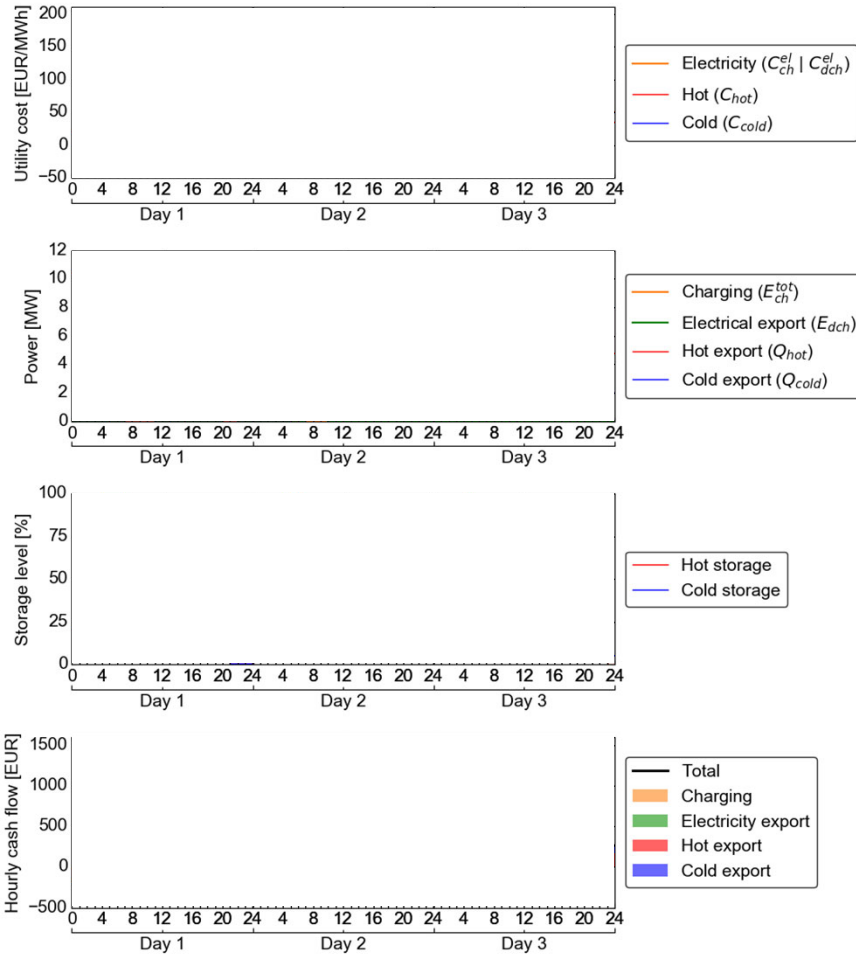 Utility cost [EUR/MWh]
200
150
100
50
0
−50
0 4 8 12 16 20 24 4 8 12 16 20 24 4 8 12 16 20 24
Day 1 Day 2 Day 3
Electricity (C_ch^el | C_dch^el)
Hot (C_hot)
Cold (C_cold)
Power [MW]
12
10
8
6
4
2
0
0 4 8 12 16 20 24 4 8 12 16 20 24 4 8 12 16 20 24
Day 1 Day 2 Day 3
Charging (E_ch^tot)
Electrical export (E_dch)
Hot export (Q_hot)
Cold export (Q_cold)
Storage level [%]
100
75
50
25
0
0 4 8 12 16 20 24 4 8 12 16 20 24 4 8 12 16 20 24
Day 1 Day 2 Day 3
Hot storage
Cold storage
Hourly cash flow [EUR]
1500
1000
500
0
−500
0 4 8 12 16 20 24 4 8 12 16 20 24 4 8 12 16 20 24
Day 1 Day 2 Day 3
Total
Charging
Electricity export
Hot export
Cold export